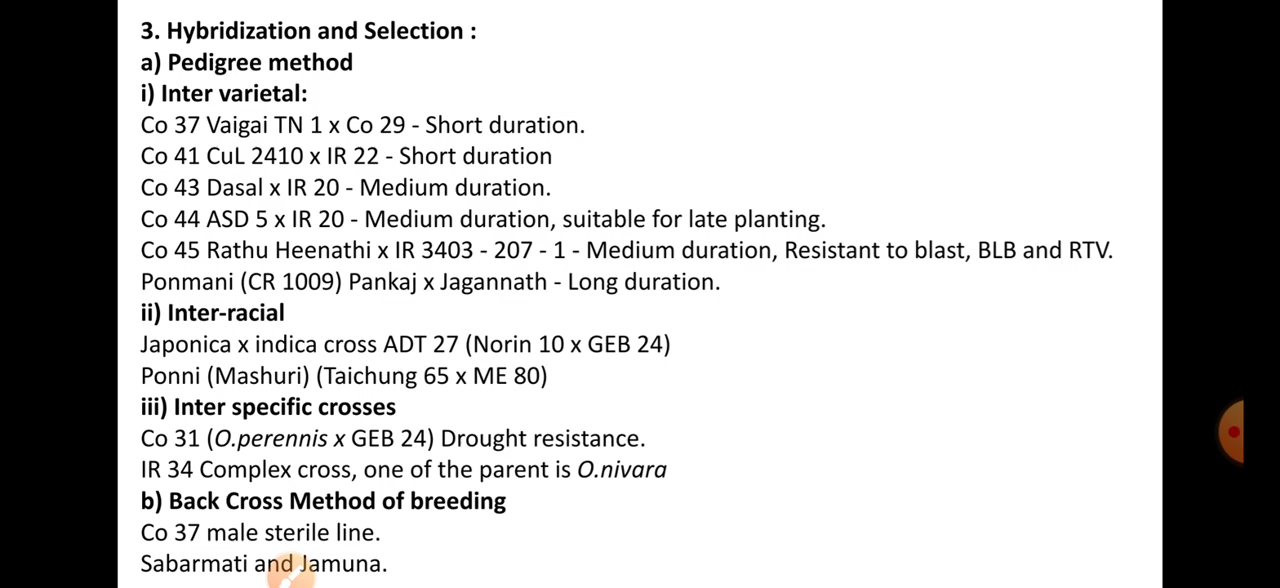 3. Hybridization and Selection :
a) Pedigree method
i) Inter varietal:
Co 37 Vaigai TN 1 x Co 29 - Short duration.
Co 41 CuL 2410 x IR 22 - Short duration
Co 43 Dasal x IR 20 - Medium duration.
Co 44 ASD 5 x IR 20 - Medium duration, suitable for late planting.
Co 45 Rathu Heenathi x IR 3403 - 207 - 1 - Medium duration, Resistant to blast, BLB and RTV.
Ponmani (CR 1009) Pankaj x Jagannath - Long duration.
ii) Inter-racial
Japonica x indica cross ADT 27 (Norin 10 x GEB 24)
Ponni (Mashuri) (Taichung 65 x ME 80)
iii) Inter specific crosses
Co 31 (O.perennis x GEB 24) Drought resistance.
IR 34 Complex cross, one of the parent is O.nivara
b) Back Cross Method of breeding
Co 37 male sterile line.
Sabarmati and Jamuna.